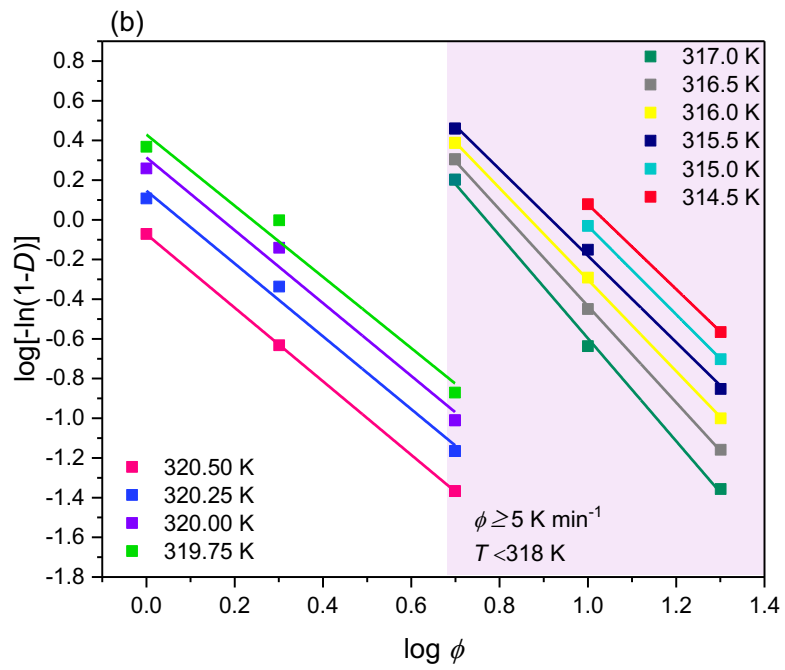 (b)
log[-ln(1-D)]
0.8
0.6
0.4
0.2
0.0
-0.2
-0.4
-0.6
-0.8
-1.0
-1.2
-1.4
-1.6
-1.8
317.0 K
316.5 K
316.0 K
315.5 K
315.0 K
314.5 K
320.50 K
320.25 K
320.00 K
319.75 K
ϕ ≥ 5 K min⁻¹
T <318 K
0.0 0.2 0.4 0.6 0.8 1.0 1.2 1.4
log ϕ